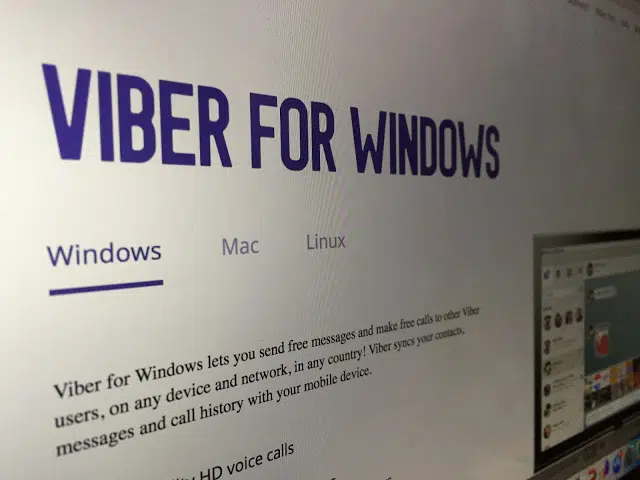 VIBER FOR WINDOWS
Windows Mac Linux
Viber for Windows lets you send free messages and make free calls to other Viber
users, on any device and network, in any country! Viber syncs your contacts,
messages and call history with your mobile device.
HD voice calls